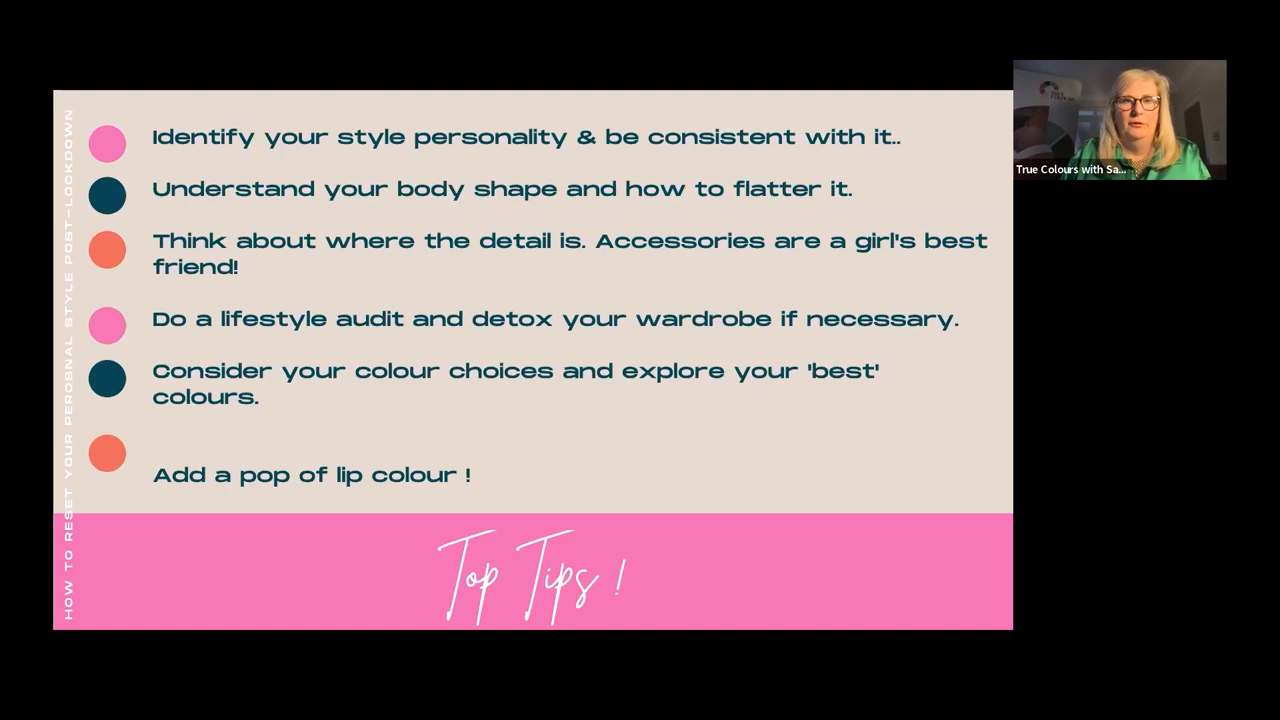 HOW TO RESET YOUR PEROSNAL STYLE POST-LOOKDOWN
Identify your style personality & be consistent with it..
Understand your body shape and how to flatter it.
Think about where the detail is. Accessories are a girl's best
friend!
Do a lifestyle audit and detox your wardrobe if necessary.
Consider your colour choices and explore your 'best'
colours.
Add a pop of lip colour !
Top Tips !
True Colours with Sa...